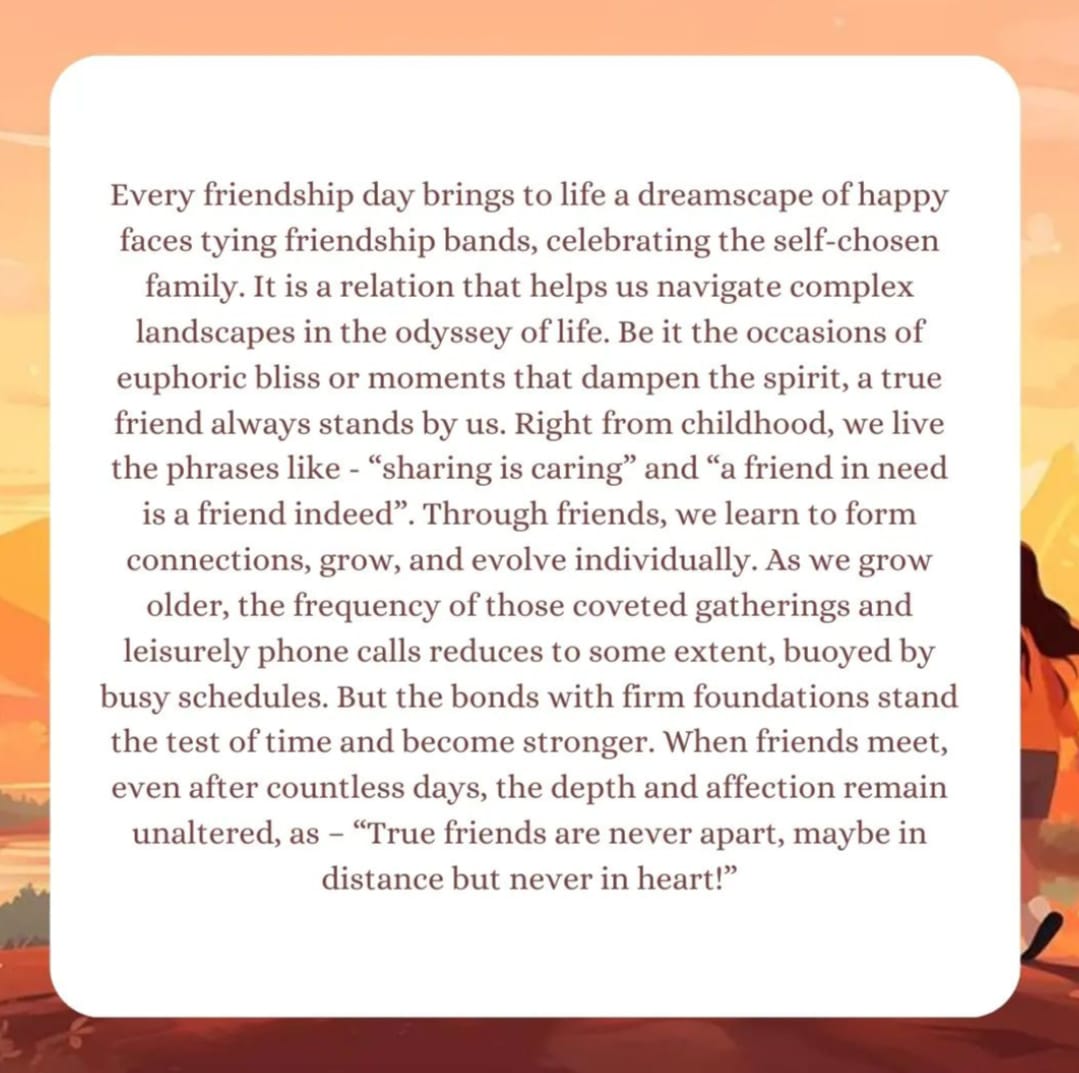 Every friendship day brings to life a dreamscape of happy
faces tying friendship bands, celebrating the self-chosen
family. It is a relation that helps us navigate complex
landscapes in the odyssey of life. Be it the occasions of
euphoric bliss or moments that dampen the spirit, a true
friend always stands by us. Right from childhood, we live
the phrases like - “sharing is caring” and “a friend in need
is a friend indeed”. Through friends, we learn to form
connections, grow, and evolve individually. As we grow
older, the frequency of those coveted gatherings and
leisurely phone calls reduces to some extent, buoyed by
busy schedules. But the bonds with firm foundations stand
the test of time and become stronger. When friends meet,
even after countless days, the depth and affection remain
unaltered, as – “True friends are never apart, maybe in
distance but never in heart!”